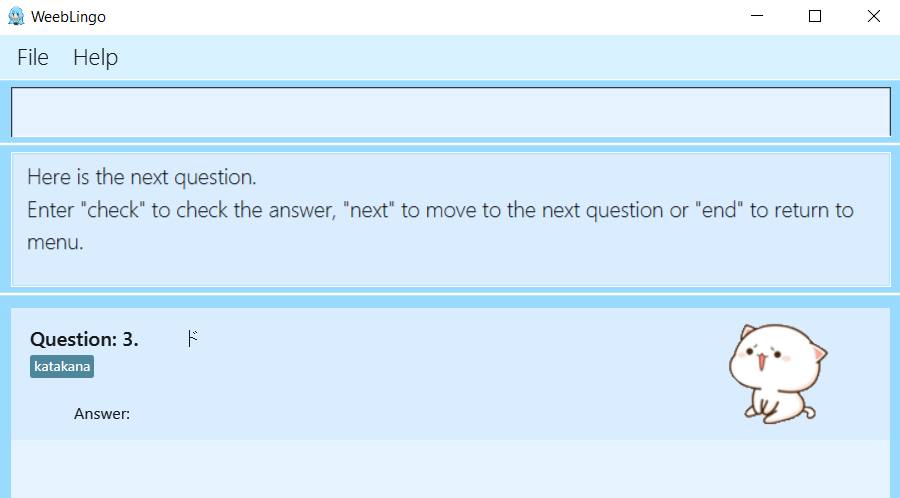 WeebLingo
File Help
Here is the next question.
Enter "check" to check the answer, "next" to move to the next question or "end" to return to
menu.
Question: 3. ド
katakana
Answer: